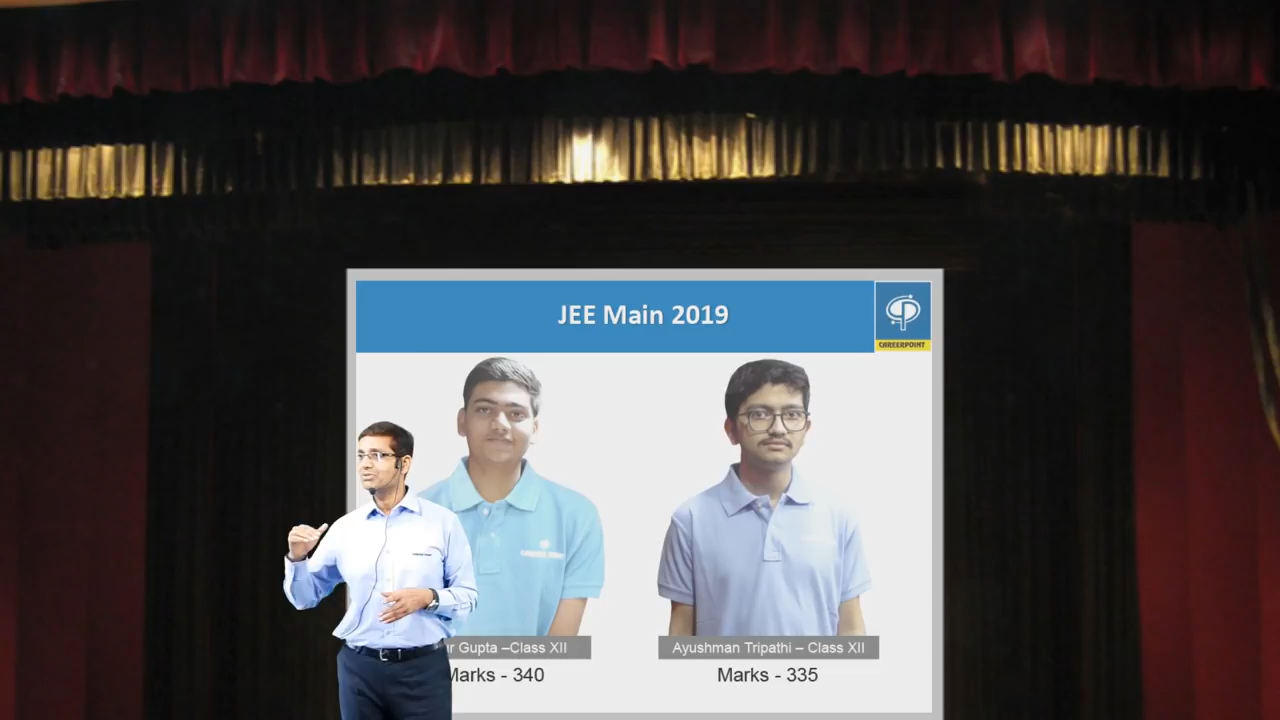 JEE Main 2019
CAREERPOINT
Gupta –Class XII
Ayushman Tripathi – Class XII
Marks - 340
Marks - 335